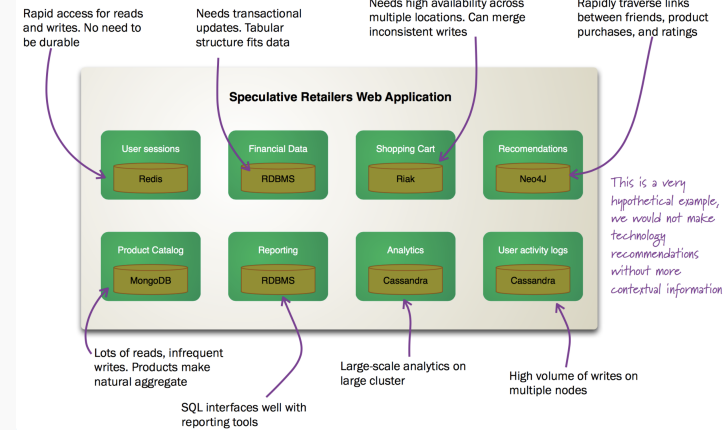 Rapid access for reads
and writes. No need to
be durable
Needs transactional
updates. Tabular
structure fits data
Needs high availability across
multiple locations. Can merge
inconsistent writes
Rapidly traverse links
between friends, product
purchases, and ratings
Speculative Retailers Web Application
User sessions
Redis
Financial Data
RDBMS
Shopping Cart
Riak
Recomendations
Neo4J
This is a very
hypothetical example,
we would not make
technology
recommendations
without more
contextual information
Product Catalog
MongoDB
Reporting
RDBMS
Analytics
Cassandra
User activity logs
Cassandra
Lots of reads, infrequent
writes. Products make
natural aggregate
SQL interfaces well with
reporting tools
Large-scale analytics on
large cluster
High volume of writes on
multiple nodes